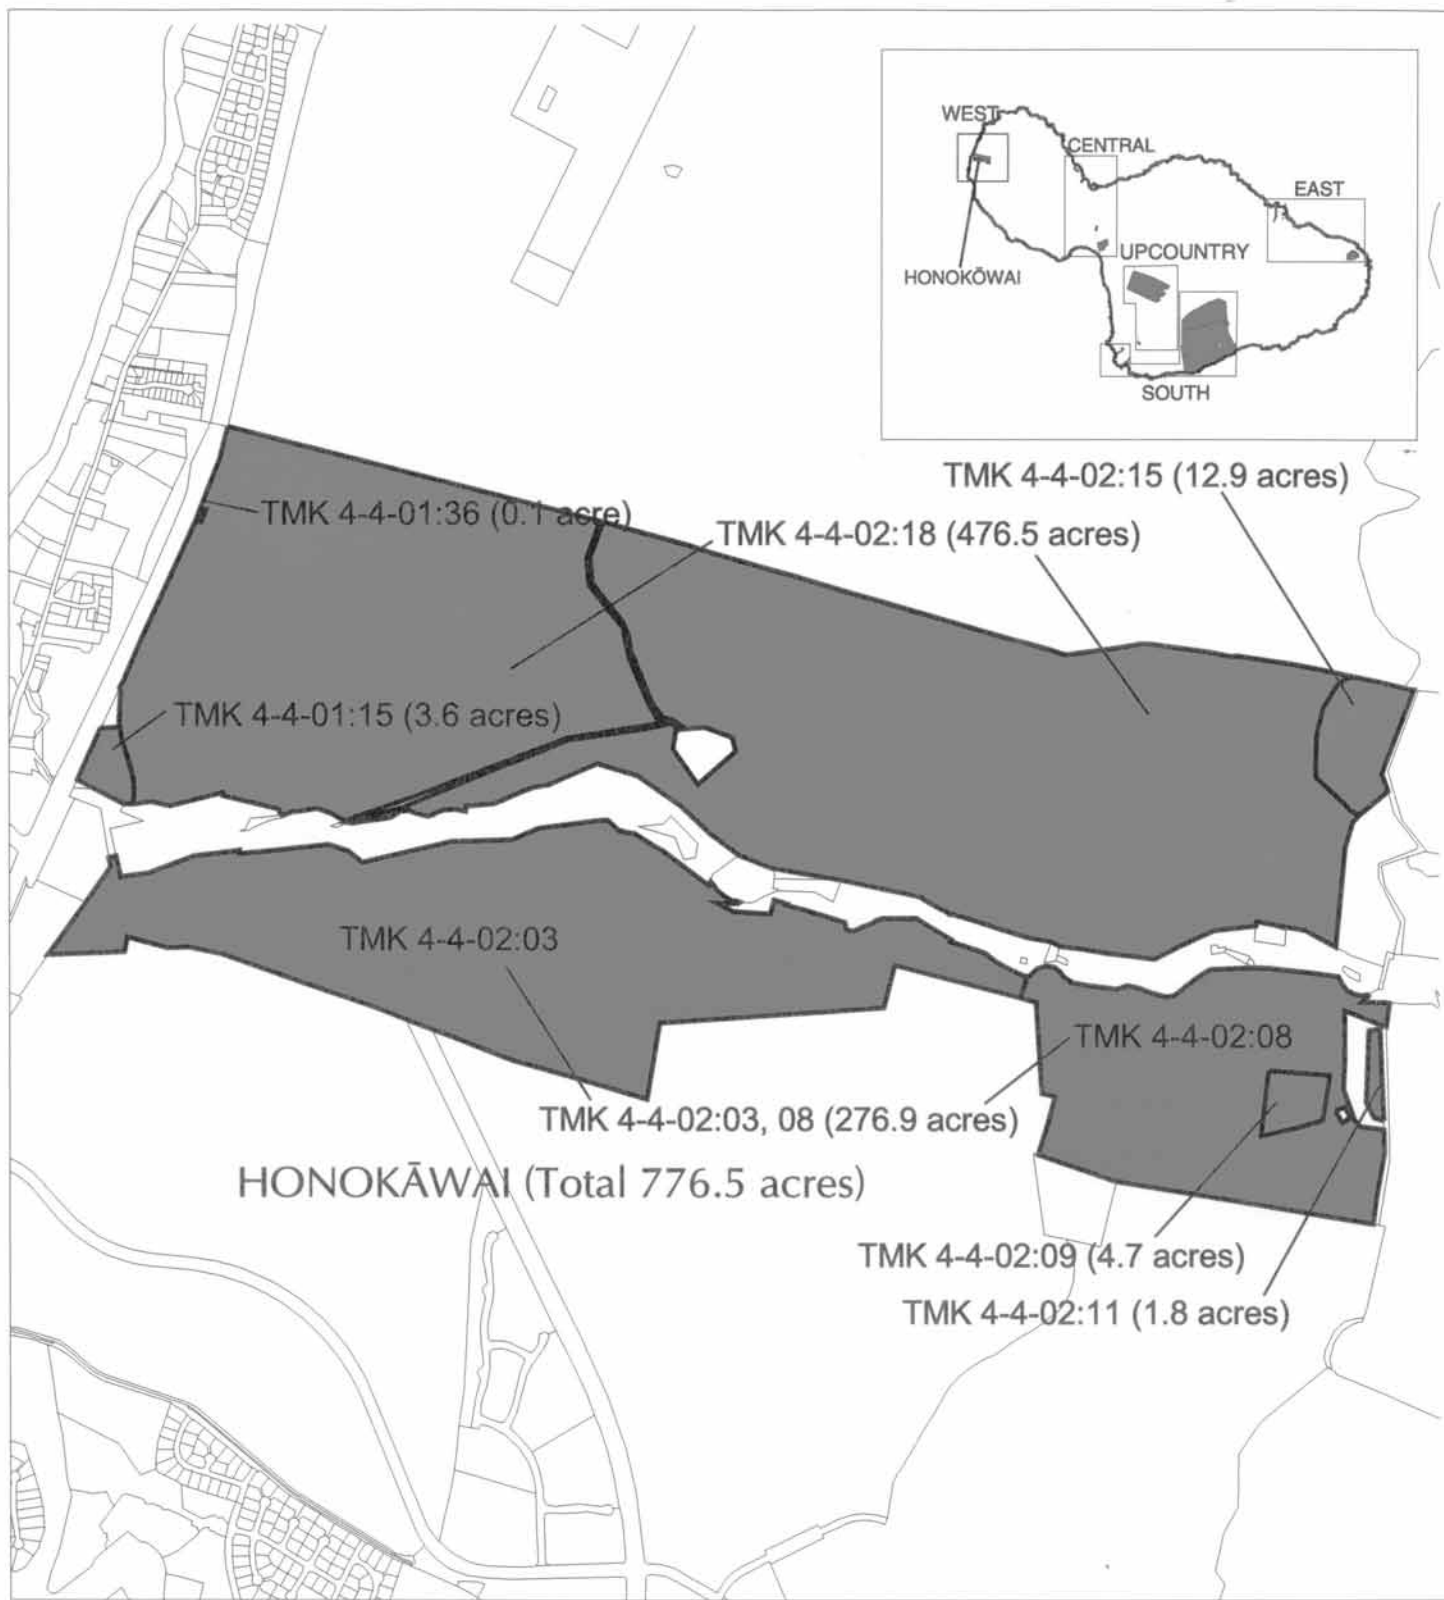 WEST
CENTRAL
EAST
UPCOUNTRY
HONOKŌWAI
SOUTH
TMK 4-4-02:15 (12.9 acres)
TMK 4-4-01:36 (0.1 acre)
TMK 4-4-02:18 (476.5 acres)
TMK 4-4-01:15 (3.6 acres)
TMK 4-4-02:03
TMK 4-4-02:08
TMK 4-4-02:03, 08 (276.9 acres)
HONOKĀWAI (Total 776.5 acres)
TMK 4-4-02:09 (4.7 acres)
TMK 4-4-02:11 (1.8 acres)